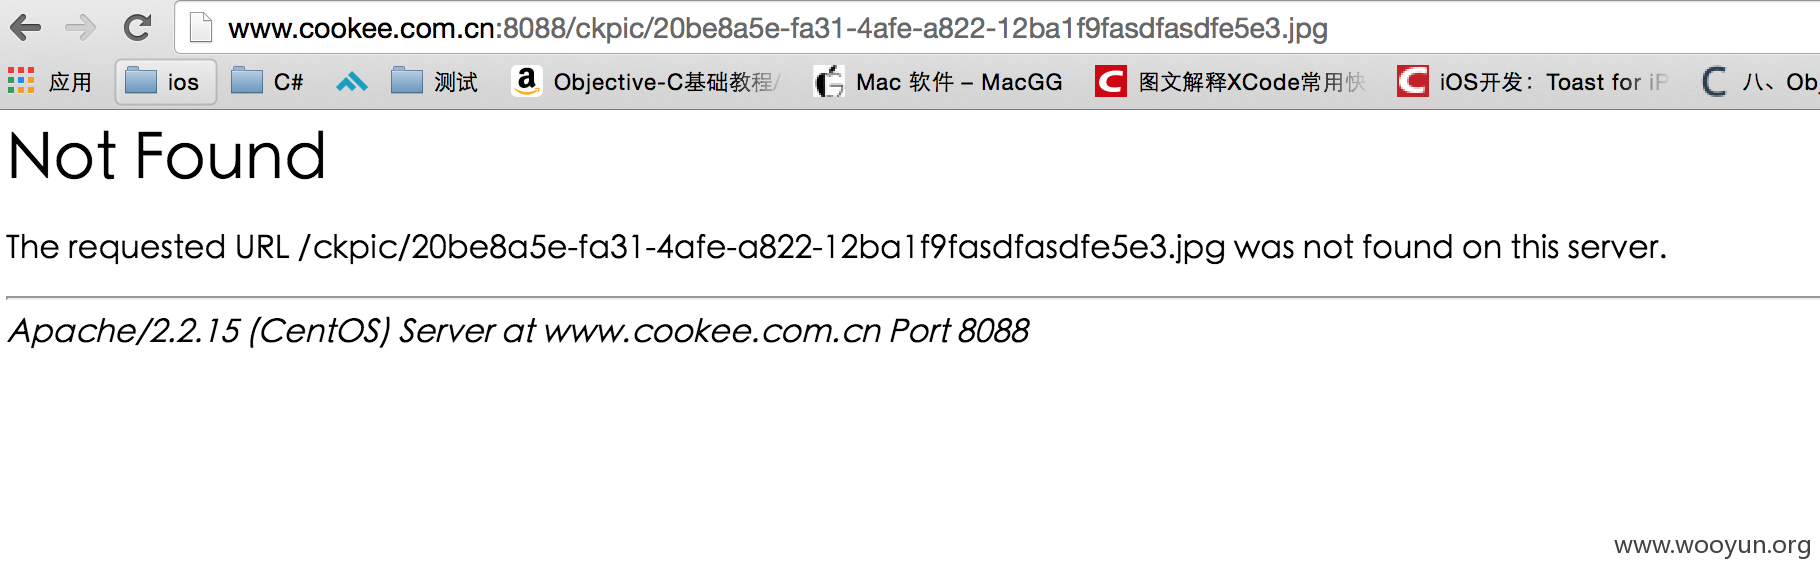 www.cookee.com.cn:8088/ckpic/20be8a5e-fa31-4afe-a822-12ba1f9fasdfasdfe5e3.jpg
应用 ios C# 测试 Objective-C基础教程/ Mac 软件 – MacGG 图文解释XCode常用快 iOS开发：Toast for iP 八、Obj
Not Found
The requested URL /ckpic/20be8a5e-fa31-4afe-a822-12ba1f9fasdfasdfe5e3.jpg was not found on this server.
Apache/2.2.15 (CentOS) Server at www.cookee.com.cn Port 8088
www.wooyun.org